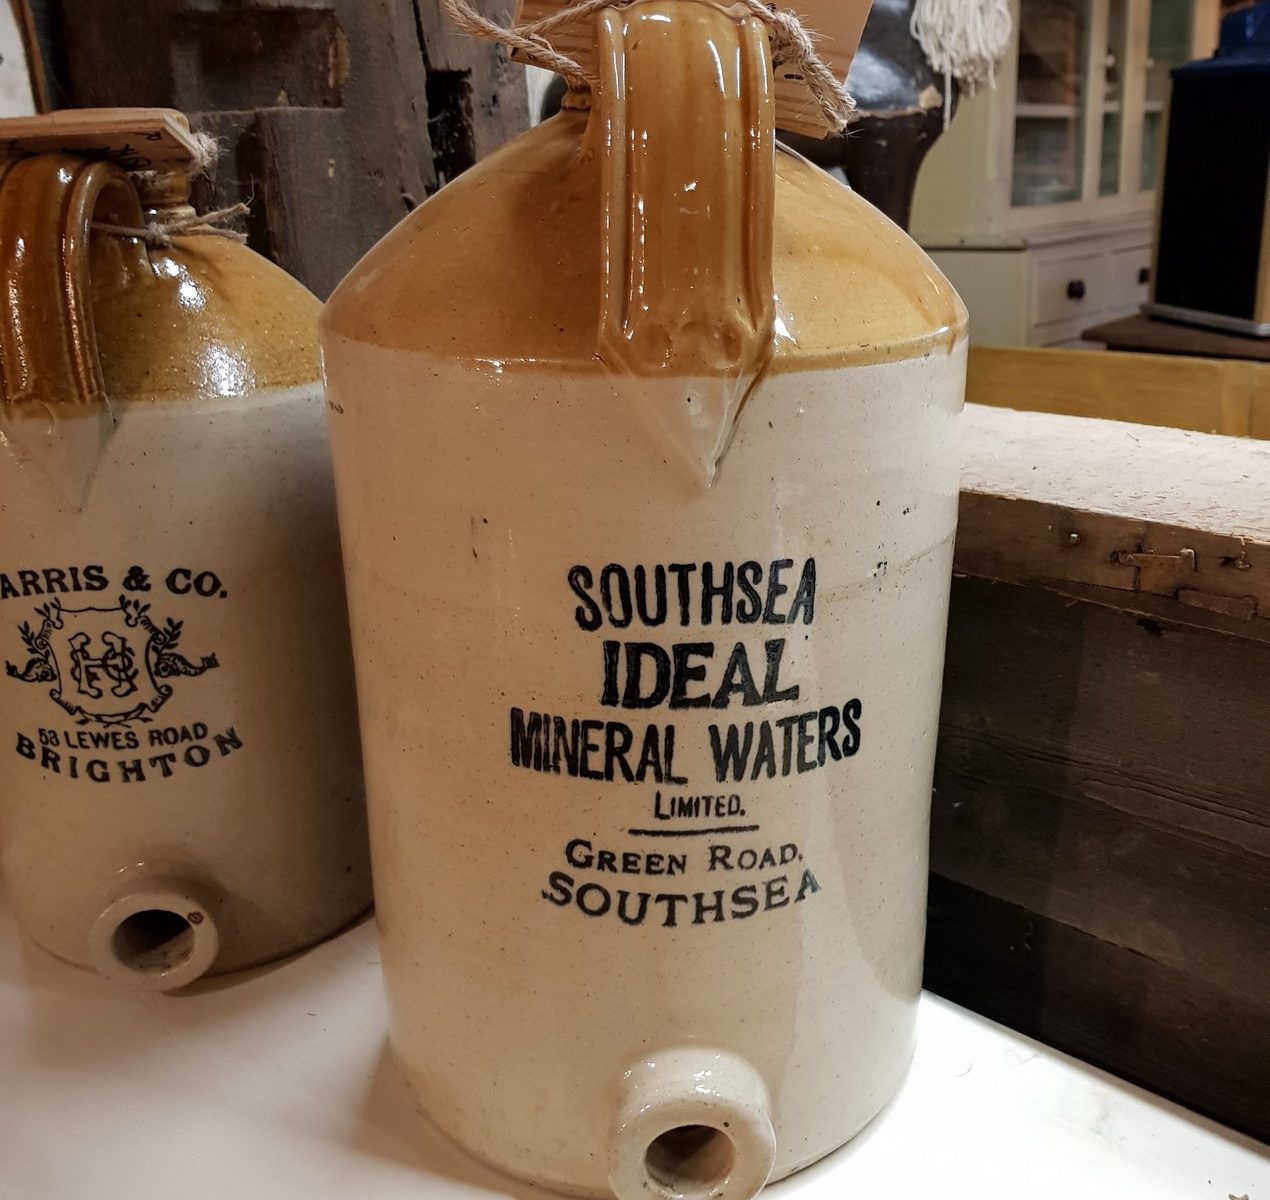 ARRIS & CO.
53 LEWES ROAD
BRIGHTON
SOUTHSEA
IDEAL
MINERAL WATERS
LIMITED.
GREEN ROAD,
SOUTHSEA